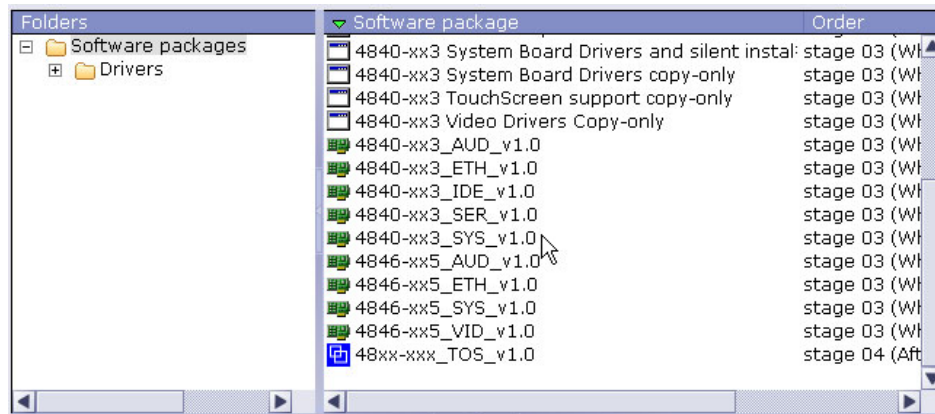 Folders
Software packages
Drivers
Software package Order
4840-xx3 System Board Drivers and silent instal stage 03 (Wh
4840-xx3 System Board Drivers copy-only stage 03 (Wh
4840-xx3 TouchScreen support copy-only stage 03 (Wh
4840-xx3 Video Drivers Copy-only stage 03 (Wh
4840-xx3_AUD_v1.0 stage 03 (Wh
4840-xx3_ETH_v1.0 stage 03 (Wh
4840-xx3_IDE_v1.0 stage 03 (Wh
4840-xx3_SER_v1.0 stage 03 (Wh
4840-xx3_SYS_v1.0 stage 03 (Wh
4846-xx5_AUD_v1.0 stage 03 (Wh
4846-xx5_ETH_v1.0 stage 03 (Wh
4846-xx5_SYS_v1.0 stage 03 (Wh
4846-xx5_VID_v1.0 stage 03 (Wh
48xx-xxx_TOS_v1.0 stage 04 (Aft